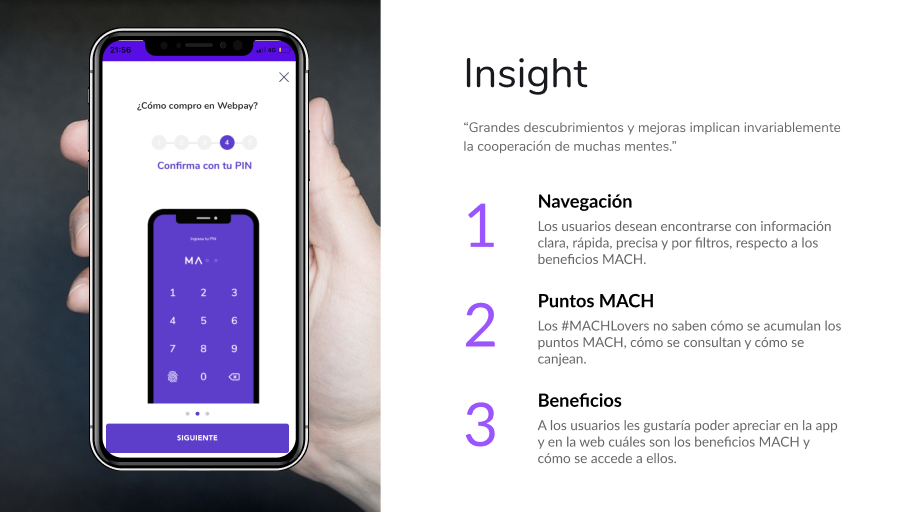 21:56
4G
¿Cómo compro en Webpay?
4
Confirma con tu PIN
Ingresa tu PIN
MA
1 2 3
4 5 6
7 8 9
0
SIGUIENTE
Insight
“Grandes descubrimientos y mejoras implican invariablemente
la cooperación de muchas mentes.”
1
Navegación
Los usuarios desean encontrarse con información
clara, rápida, precisa y por filtros, respecto a los
beneficios MACH.
2
Puntos MACH
Los #MACHLovers no saben cómo se acumulan los
puntos MACH, cómo se consultan y cómo se
canjean.
3
Beneficios
A los usuarios les gustaría poder apreciar en la app
y en la web cuáles son los beneficios MACH y
cómo se accede a ellos.